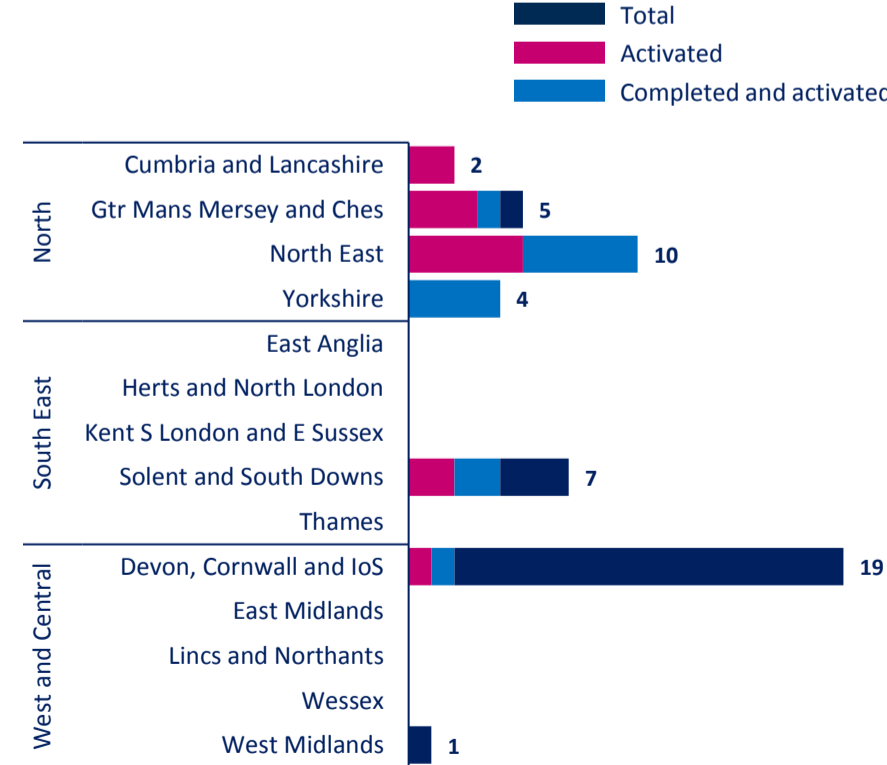 Total
Activated
Completed and activated
North
Cumbria and Lancashire 2
Gtr Mans Mersey and Ches 5
North East 10
Yorkshire 4
South East
East Anglia
Herts and North London
Kent S London and E Sussex
Solent and South Downs 7
Thames
West and Central
Devon, Cornwall and IoS 19
East Midlands
Lincs and Northants
Wessex
West Midlands 1